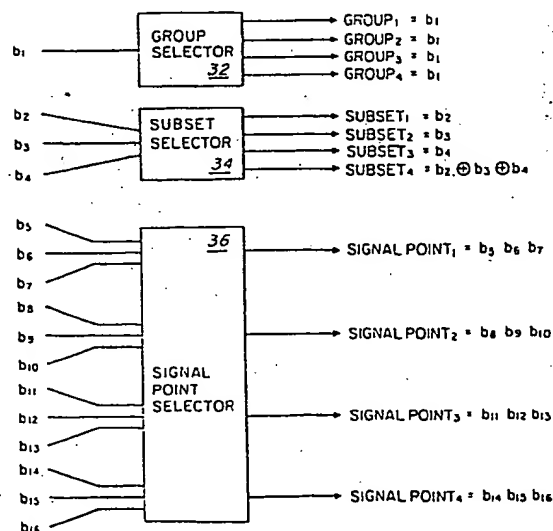 b₁
GROUP SELECTOR
32
GROUP₁ = b₁
GROUP₂ = b₁
GROUP₃ = b₁
GROUP₄ = b₁
b₂
b₃
b₄
SUBSET SELECTOR
34
SUBSET₁ = b₂
SUBSET₂ = b₃
SUBSET₃ = b₄
SUBSET₄ = b₂ ⊕ b₃ ⊕ b₄
b₅
b₆
b₇
b₈
b₉
b₁₀
b₁₁
b₁₂
b₁₃
b₁₄
b₁₅
b₁₆
36
SIGNAL
POINT
SELECTOR
SIGNAL POINT₁ = b₅ b₆ b₇
SIGNAL POINT₂ = b₈ b₉ b₁₀
SIGNAL POINT₃ = b₁₁ b₁₂ b₁₃
SIGNAL POINT₄ = b₁₄ b₁₅ b₁₆